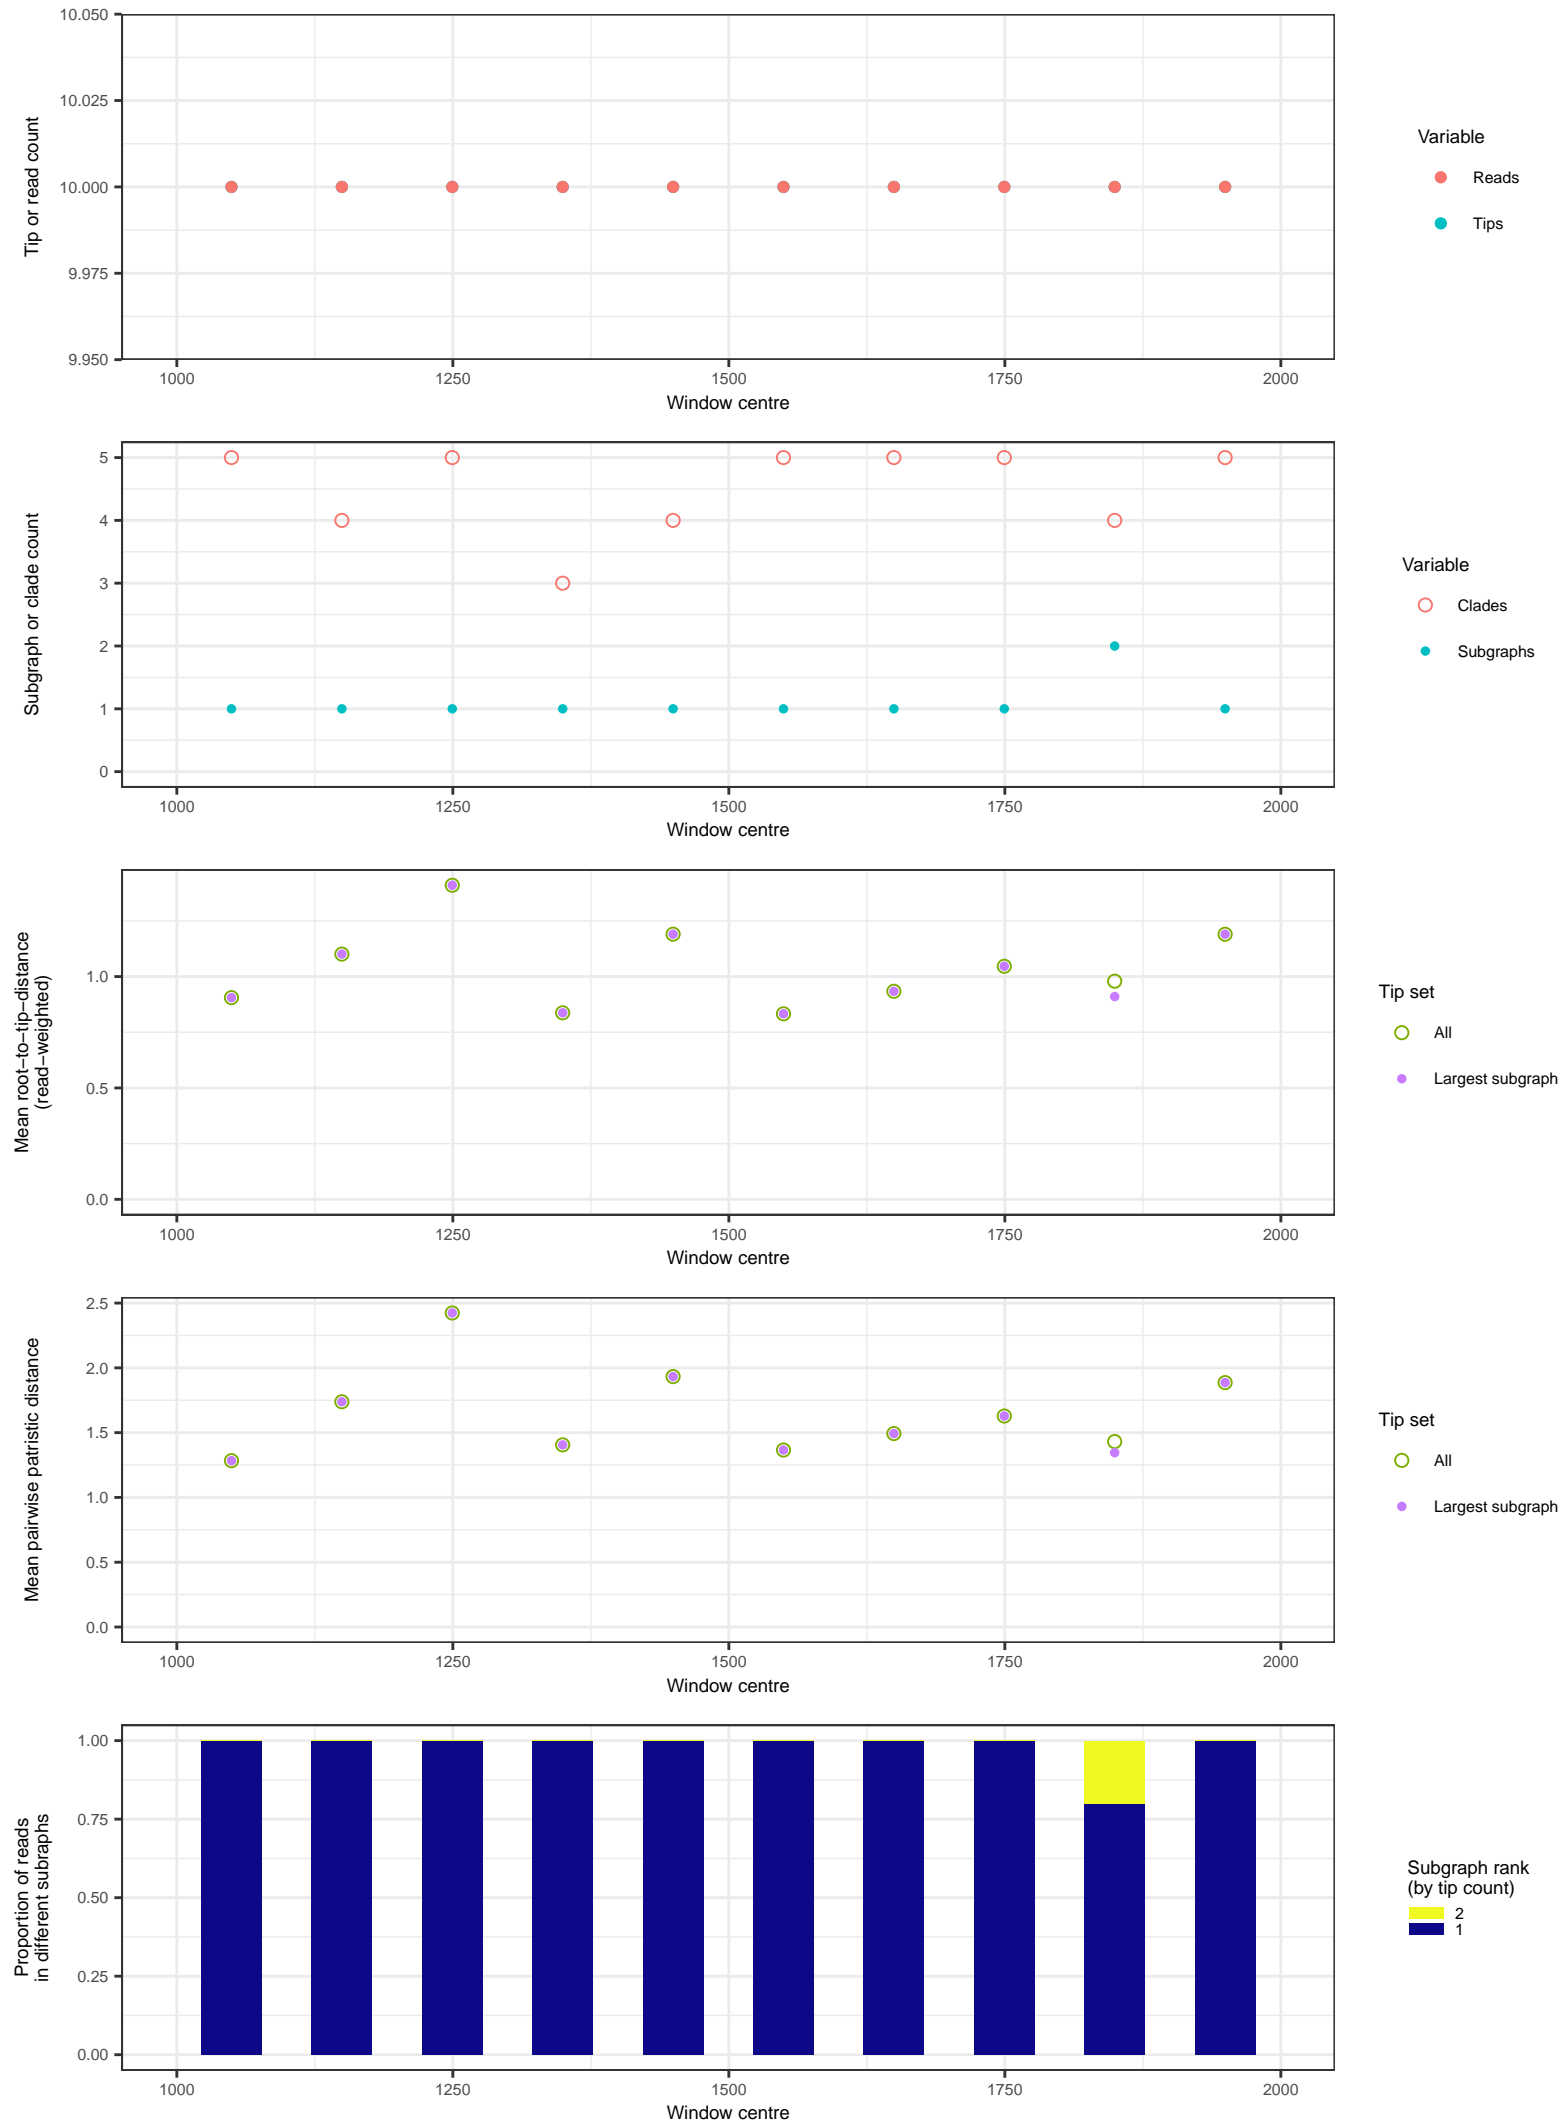 10.050
10.025
10.000
9.975
9.950
Tip or read count
1000 1250 1500 1750 2000
Window centre
Variable
Reads
Tips
5
4
3
2
1
0
Subgraph or clade count
1000 1250 1500 1750 2000
Window centre
Variable
Clades
Subgraphs
1.0
0.5
0.0
Mean root−to−tip−distance
(read−weighted)
1000 1250 1500 1750 2000
Window centre
Tip set
All
Largest subgraph
2.5
2.0
1.5
1.0
0.5
0.0
Mean pairwise patristic distance
1000 1250 1500 1750 2000
Window centre
Tip set
All
Largest subgraph
1.00
0.75
0.50
0.25
0.00
Proportion of reads
in different subraphs
1000 1250 1500 1750 2000
Window centre
Subgraph rank
(by tip count)
2
1